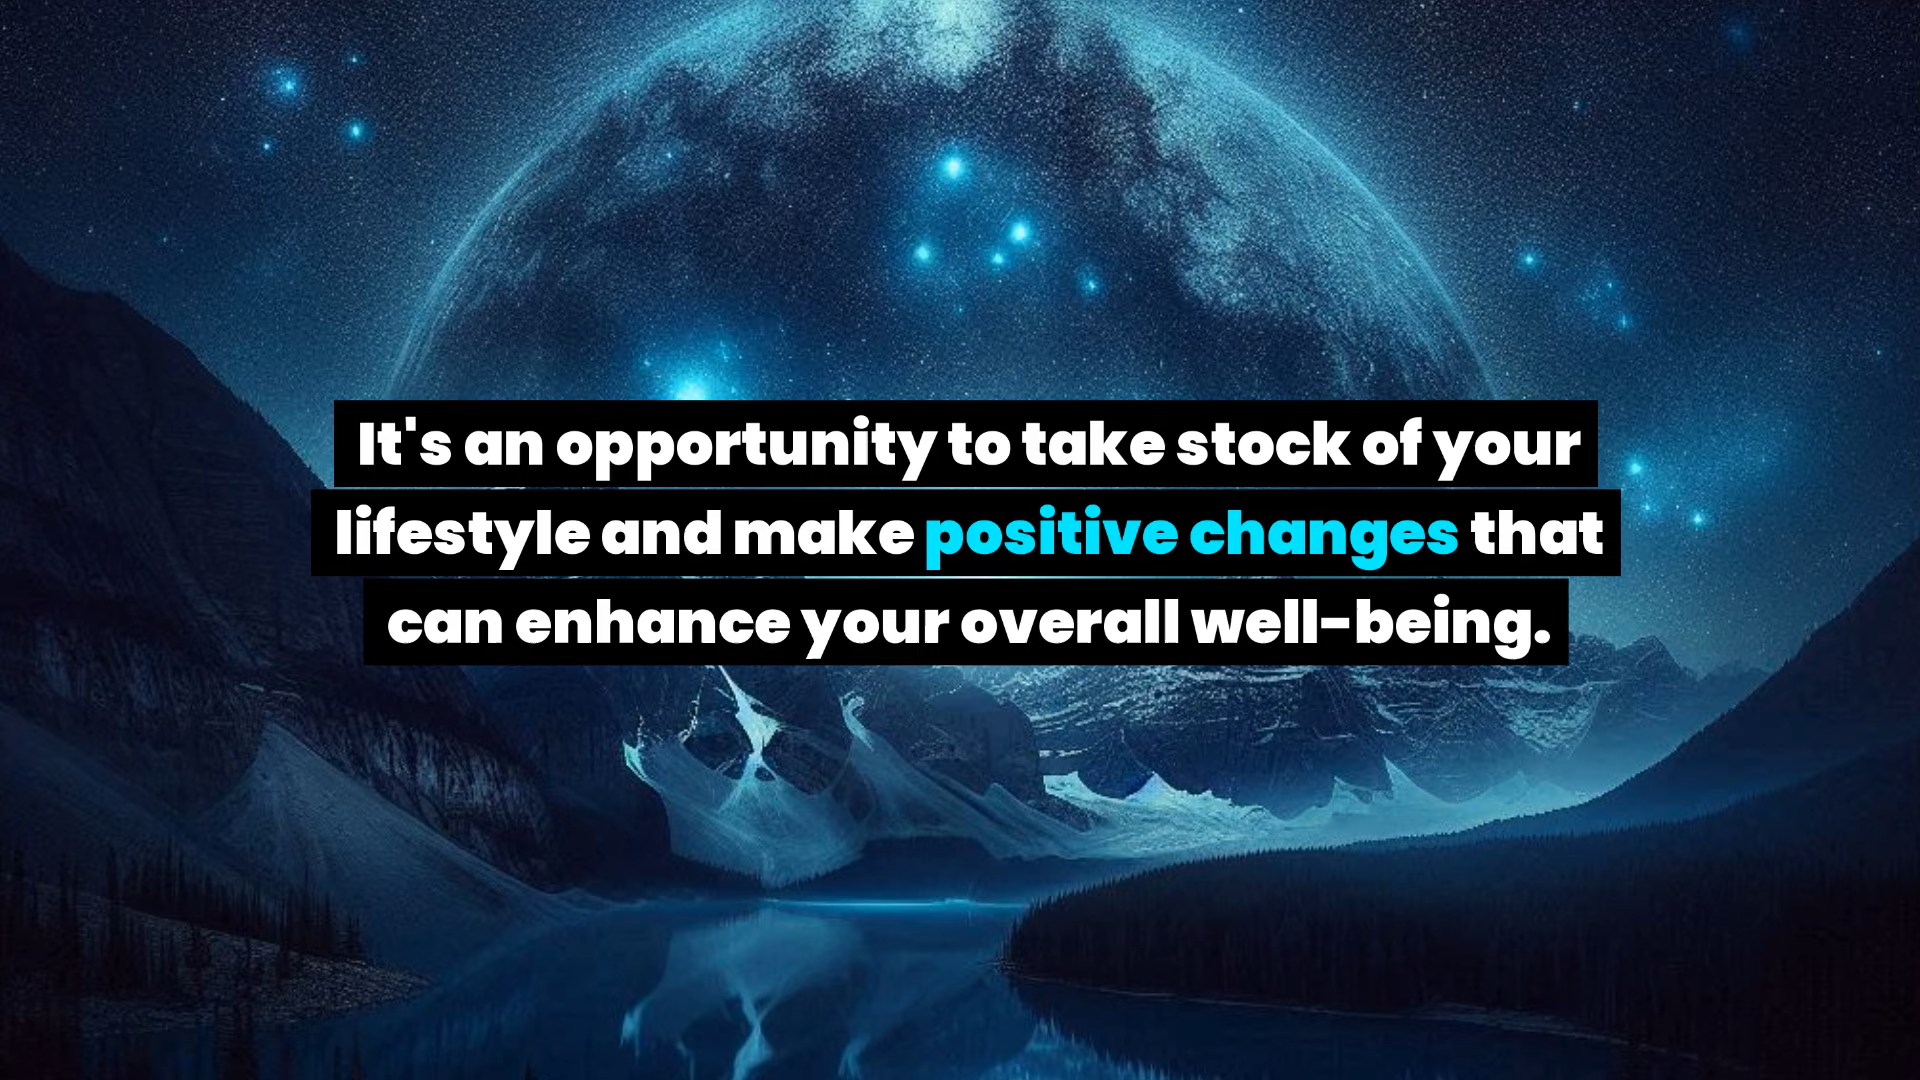 It's an opportunity to take stock of your
lifestyle and make positive changes that
can enhance your overall well-being.